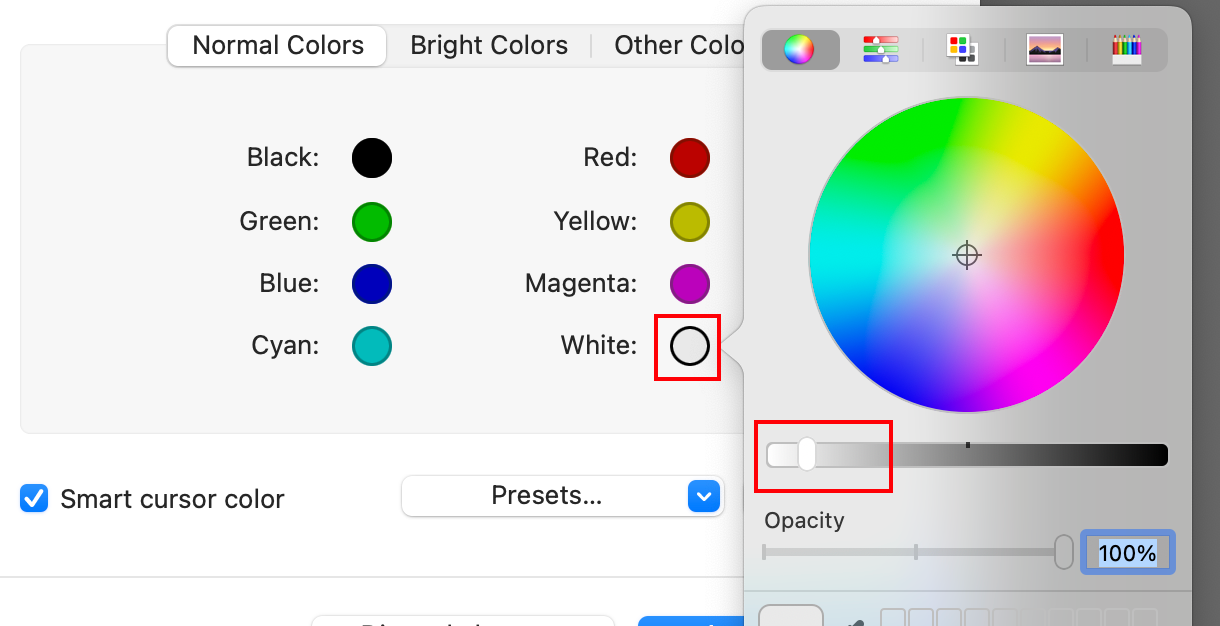 Normal Colors
Bright Colors
Other Colo
Black:
Red:
Green:
Yellow:
Blue:
Magenta:
Cyan:
White:
Smart cursor color
Presets...
Opacity
100%